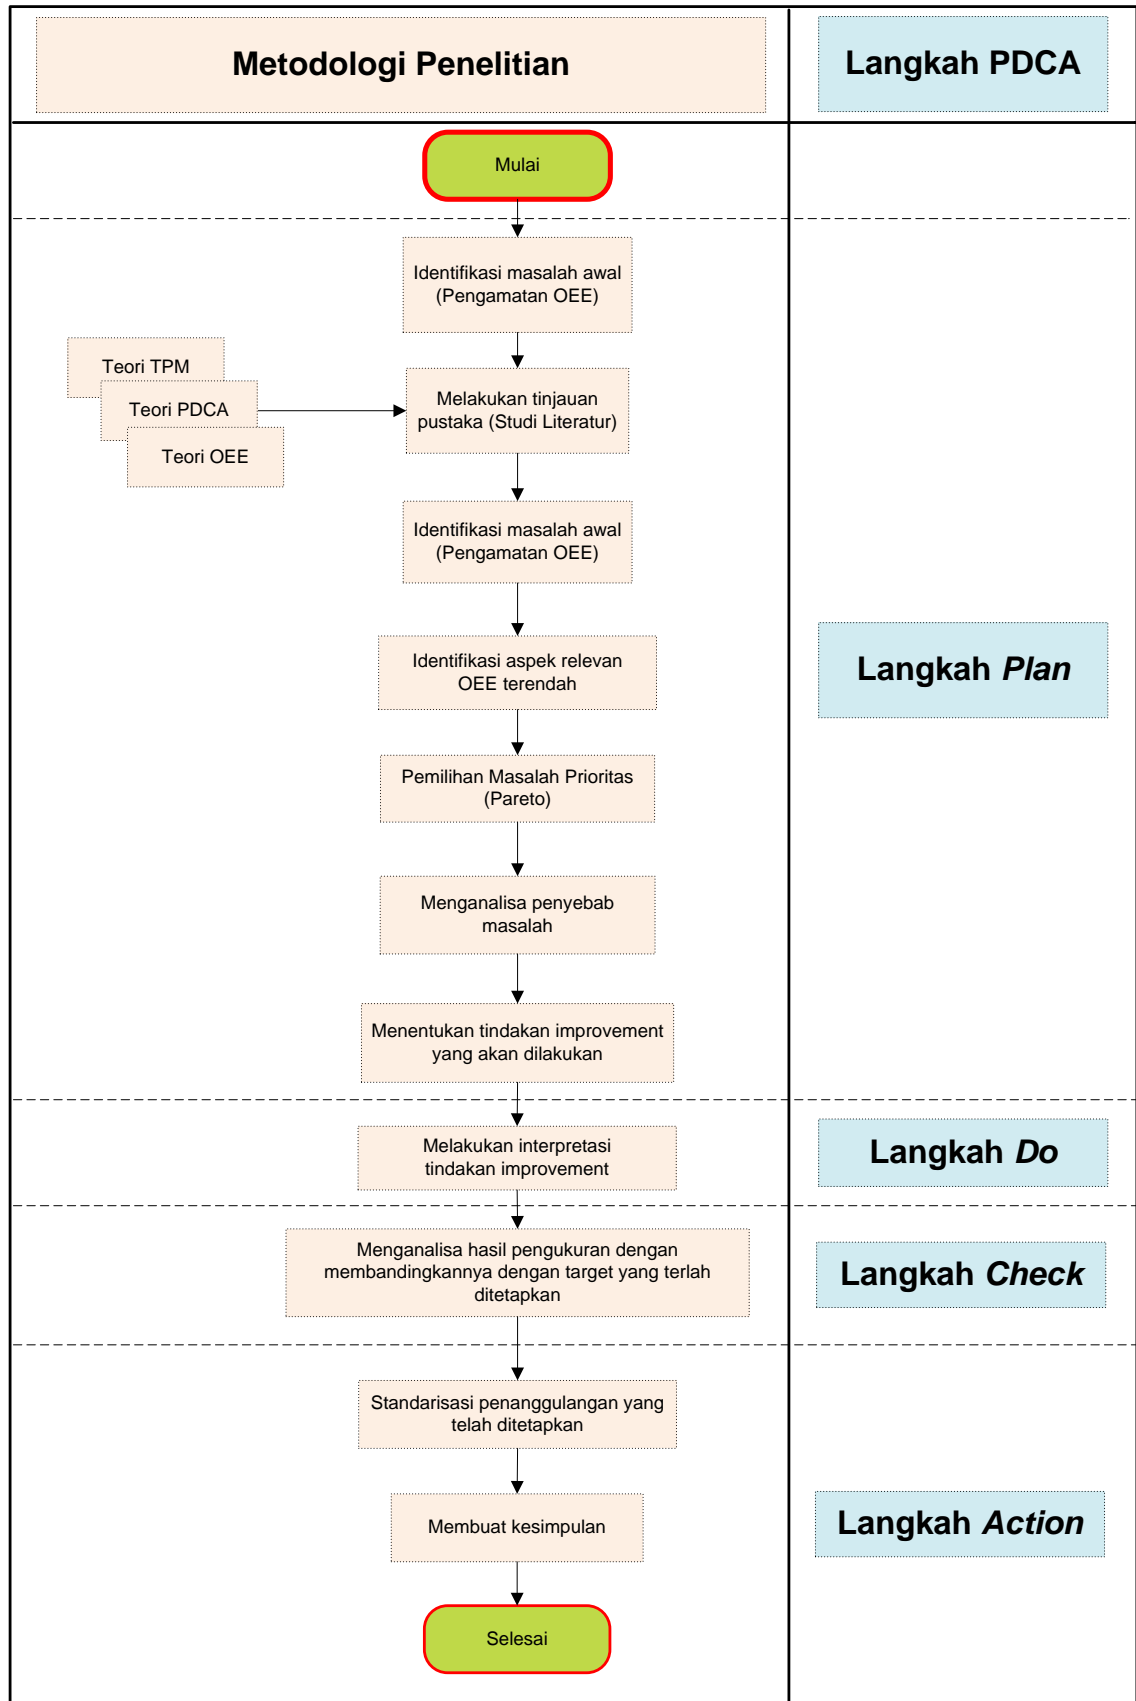 Metodologi Penelitian
Langkah PDCA
Mulai
Identifikasi masalah awal
(Pengamatan OEE)
Teori TPM
Teori PDCA
Teori OEE
Melakukan tinjauan
pustaka (Studi Literatur)
Identifikasi masalah awal
(Pengamatan OEE)
Identifikasi aspek relevan
OEE terendah
Langkah Plan
Pemilihan Masalah Prioritas
(Pareto)
Menganalisa penyebab
masalah
Menentukan tindakan improvement
yang akan dilakukan
Melakukan interpretasi
tindakan improvement
Langkah Do
Menganalisa hasil pengukuran dengan
membandingkannya dengan target yang terlah
ditetapkan
Langkah Check
Standarisasi penanggulangan yang
telah ditetapkan
Membuat kesimpulan
Langkah Action
Selesai